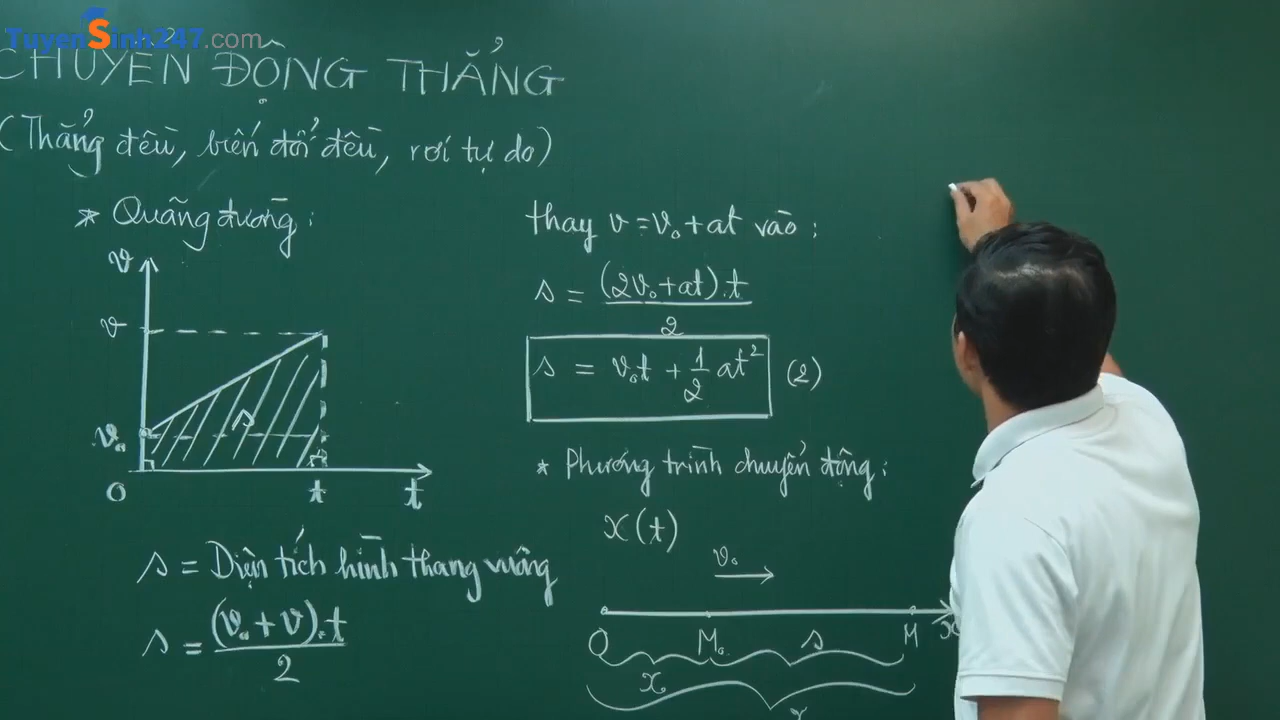 TuyenSinh247.com
CHUYỂN ĐỘNG THẲNG
(Thẳng đều, biến đổi đều, rơi tự do)
* Quãng đường:
v
v
v₀
s
O
t
t
s = Diện tích hình thang vuông
s = (v₀ + v).t / 2
thay v = v₀ + at vào:
s = (2v₀ + at).t / 2
s = v₀t + 1/2 at² (2)
* Phương trình chuyển động:
x(t)
v₀
O M₀ s M x
x